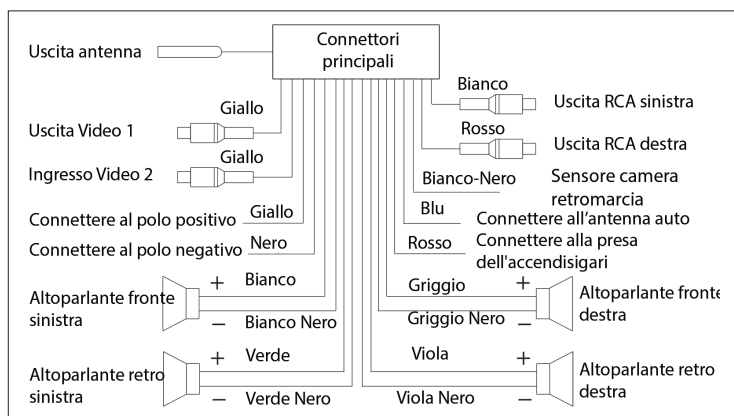 Connettori
principali
Uscita antenna
Giallo
Uscita Video 1
Giallo
Ingresso Video 2
Connettere al polo positivo Giallo
Connettere al polo negativo Nero
+ Bianco
Altoparlante fronte
sinistra
− Bianco Nero
+ Verde
Altoparlante retro
sinistra
− Verde Nero
Bianco
Uscita RCA sinistra
Rosso
Uscita RCA destra
Bianco-Nero
Sensore camera
retromarcia
Blu
Connettere all'antenna auto
Rosso
Connettere alla presa
dell'accendisigari
Griggio +
Altoparlante fronte
destra
Griggio Nero −
Viola +
Altoparlante retro
destra
Viola Nero −